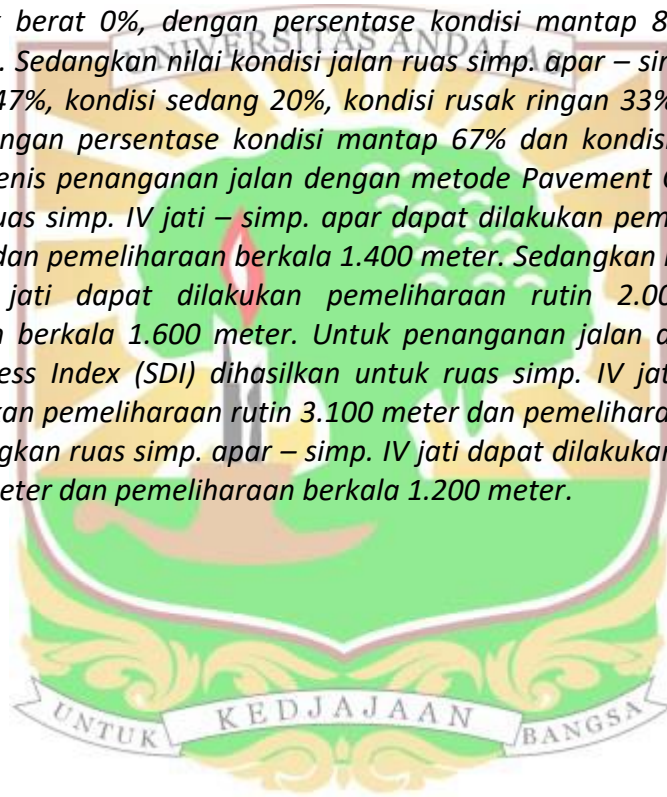 berat 0%, dengan persentase kondisi mantap 8
. Sedangkan nilai kondisi jalan ruas simp. apar – sin
47%, kondisi sedang 20%, kondisi rusak ringan 33%
ngan persentase kondisi mantap 67% dan kondisi
enis penanganan jalan dengan metode Pavement C
uas simp. IV jati – simp. apar dapat dilakukan pem
dan pemeliharaan berkala 1.400 meter. Sedangkan
jati dapat dilakukan pemeliharaan rutin 2.00
berkala 1.600 meter. Untuk penanganan jalan d
ess Index (SDI) dihasilkan untuk ruas simp. IV jat
kan pemeliharaan rutin 3.100 meter dan pemelihara
gkan ruas simp. apar – simp. IV jati dapat dilakukan
meter dan pemeliharaan berkala 1.200 meter.
UNIVERSITAS ANDALAS
UNTUK KEDJAJAAN BANGSA